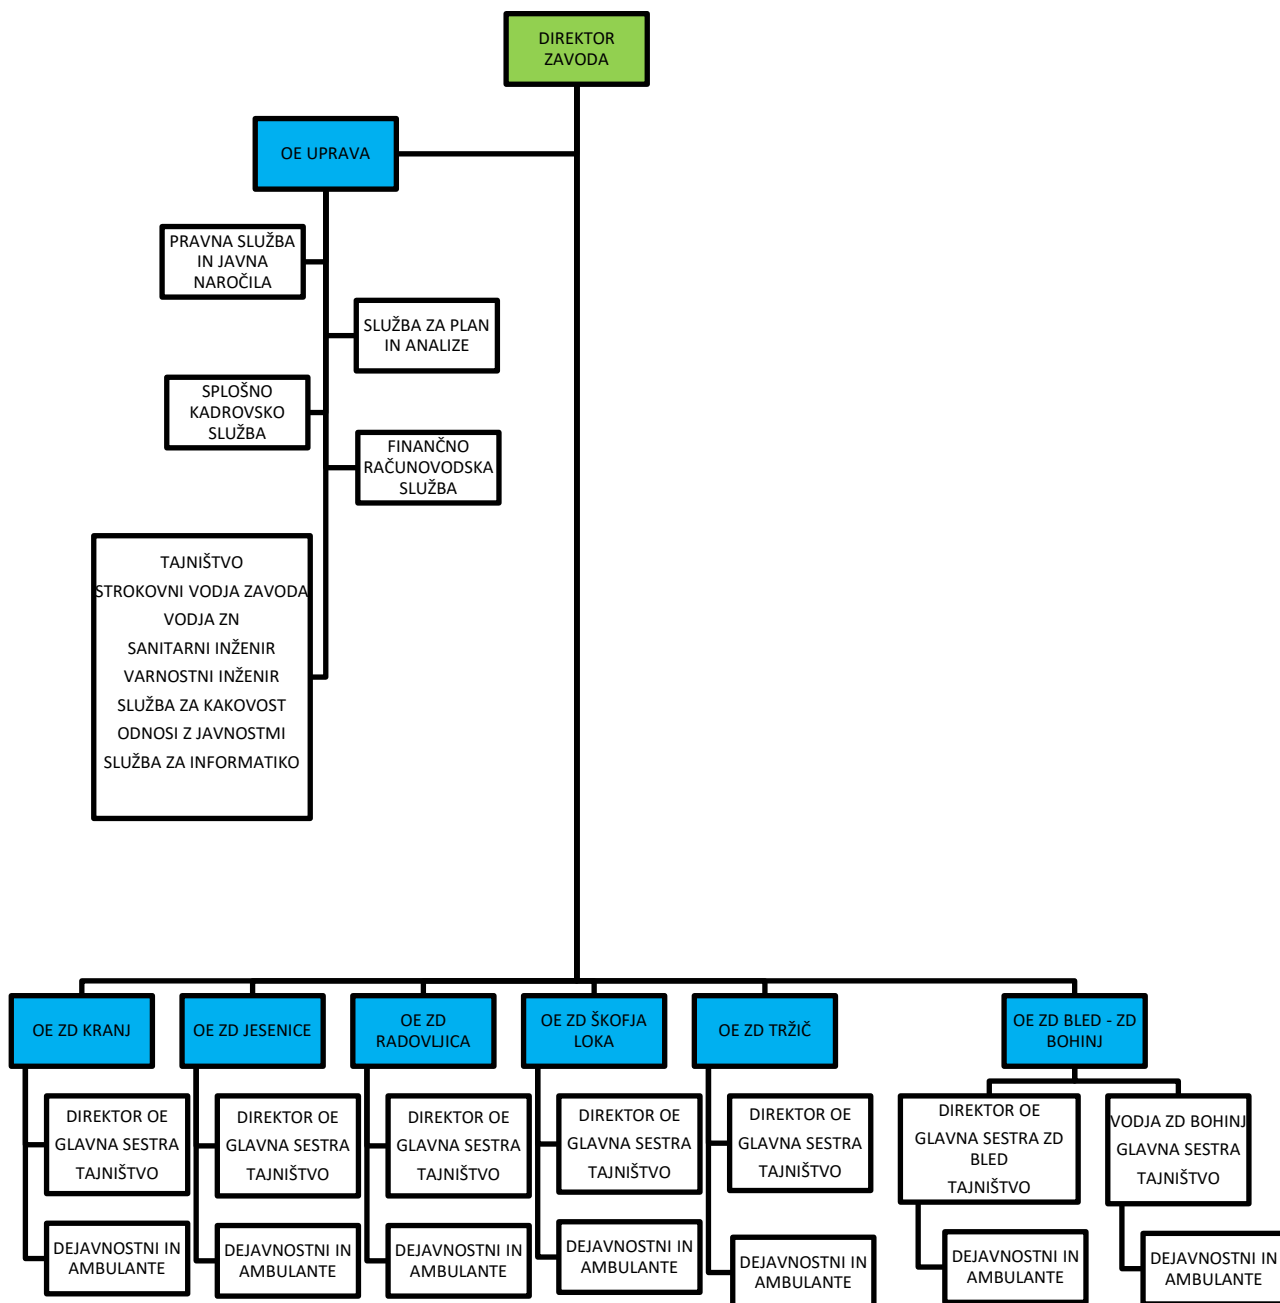 DIREKTOR
ZAVODA
OE UPRAVA
PRAVNA SLUŽBA
IN JAVNA
NAROČILA
SLUŽBA ZA PLAN
IN ANALIZE
SPLOŠNO
KADROVSKO
SLUŽBA
FINANČNO
RAČUNOVODSKA
SLUŽBA
TAJNIŠTVO
STROKOVNI VODJA ZAVODA
VODJA ZN
SANITARNI INŽENIR
VARNOSTNI INŽENIR
SLUŽBA ZA KAKOVOST
ODNOSI Z JAVNOSTMI
SLUŽBA ZA INFORMATIKO
OE ZD KRANJ
DIREKTOR OE
GLAVNA SESTRA
TAJNIŠTVO
DEJAVNOSTNI IN
AMBULANTE
OE ZD JESENICE
DIREKTOR OE
GLAVNA SESTRA
TAJNIŠTVO
DEJAVNOSTNI IN
AMBULANTE
OE ZD
RADOVLJICA
DIREKTOR OE
GLAVNA SESTRA
TAJNIŠTVO
DEJAVNOSTNI IN
AMBULANTE
OE ZD ŠKOFJA
LOKA
DIREKTOR OE
GLAVNA SESTRA
TAJNIŠTVO
DEJAVNOSTNI IN
AMBULANTE
OE ZD TRŽIČ
DIREKTOR OE
GLAVNA SESTRA
TAJNIŠTVO
DEJAVNOSTNI IN
AMBULANTE
OE ZD BLED - ZD
BOHINJ
DIREKTOR OE
GLAVNA SESTRA ZD
BLED
TAJNIŠTVO
DEJAVNOSTNI IN
AMBULANTE
VODJA ZD BOHINJ
GLAVNA SESTRA
TAJNIŠTVO
DEJAVNOSTNI IN
AMBULANTE